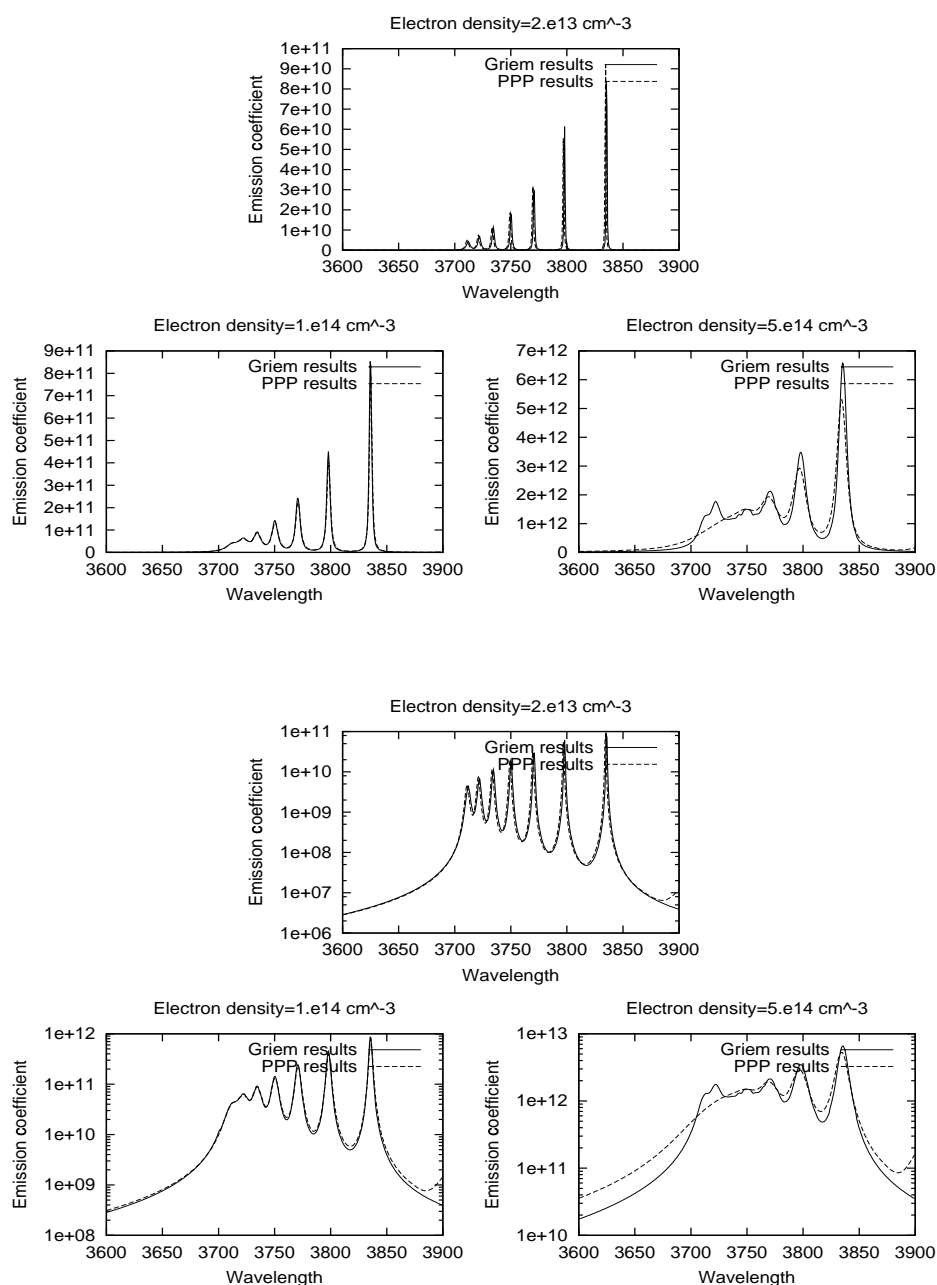 Electron density=2.e13 cm^-3
1e+11
9e+10
8e+10
7e+10
6e+10
5e+10
4e+10
3e+10
2e+10
1e+10
0
Emission coefficient
Griem results
PPP results
3600 3650 3700 3750 3800 3850 3900
Wavelength
Electron density=1.e14 cm^-3
9e+11
8e+11
7e+11
6e+11
5e+11
4e+11
3e+11
2e+11
1e+11
0
Emission coefficient
Griem results
PPP results
3600 3650 3700 3750 3800 3850 3900
Wavelength
Electron density=5.e14 cm^-3
7e+12
6e+12
5e+12
4e+12
3e+12
2e+12
1e+12
0
Emission coefficient
Griem results
PPP results
3600 3650 3700 3750 3800 3850 3900
Wavelength
Electron density=2.e13 cm^-3
1e+11
1e+10
1e+09
1e+08
1e+07
1e+06
Emission coefficient
Griem results
PPP results
3600 3650 3700 3750 3800 3850 3900
Wavelength
Electron density=1.e14 cm^-3
1e+12
1e+11
1e+10
1e+09
1e+08
Emission coefficient
Griem results
PPP results
3600 3650 3700 3750 3800 3850 3900
Wavelength
Electron density=5.e14 cm^-3
1e+13
1e+12
1e+11
1e+10
Emission coefficient
Griem results
PPP results
3600 3650 3700 3750 3800 3850 3900
Wavelength